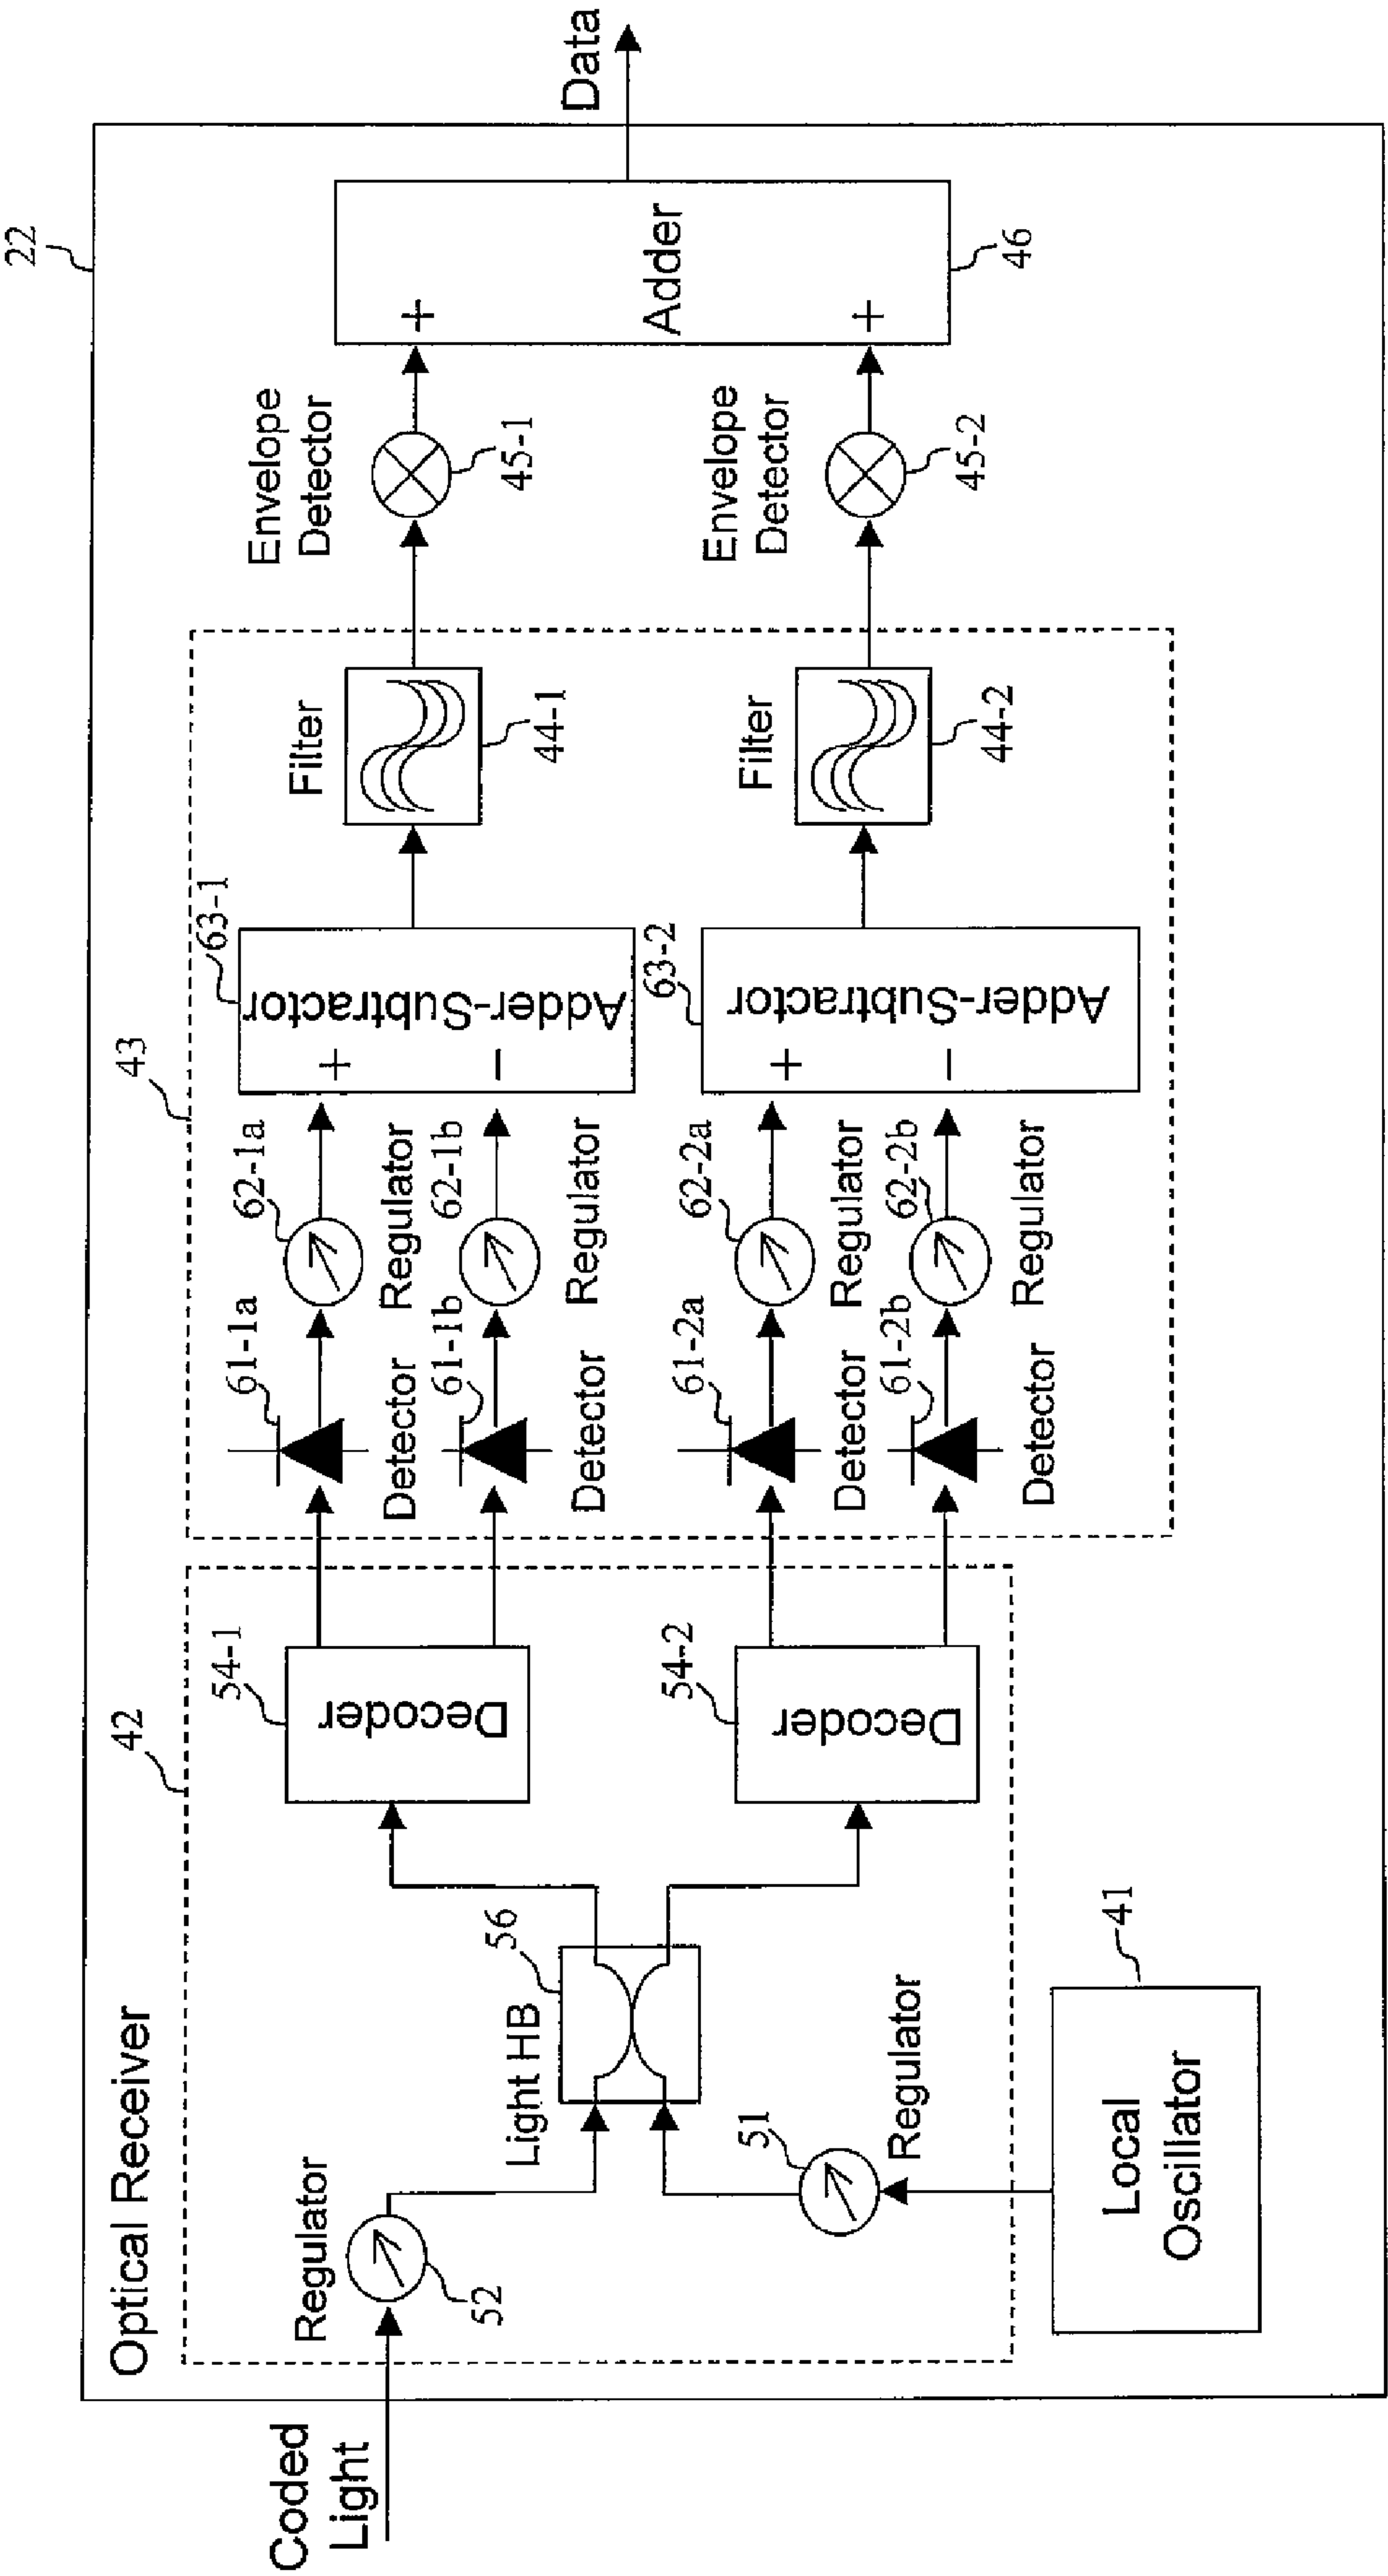 Optical Receiver
22
Coded
Light
42
43
Regulator
52
Light HB
56
51
Regulator
41
Local
Oscillator
54-1
Decoder
54-2
Decoder
61-1a
Detector
61-1b
Detector
61-2a
Detector
61-2b
Detector
62-1a
Regulator
62-1b
Regulator
62-2a
Regulator
62-2b
Regulator
63-1
Adder-Subtractor
+
−
63-2
Adder-Subtractor
+
−
Filter
44-1
Filter
44-2
Envelope
Detector
45-1
Envelope
Detector
45-2
+
Adder
+
46
Data